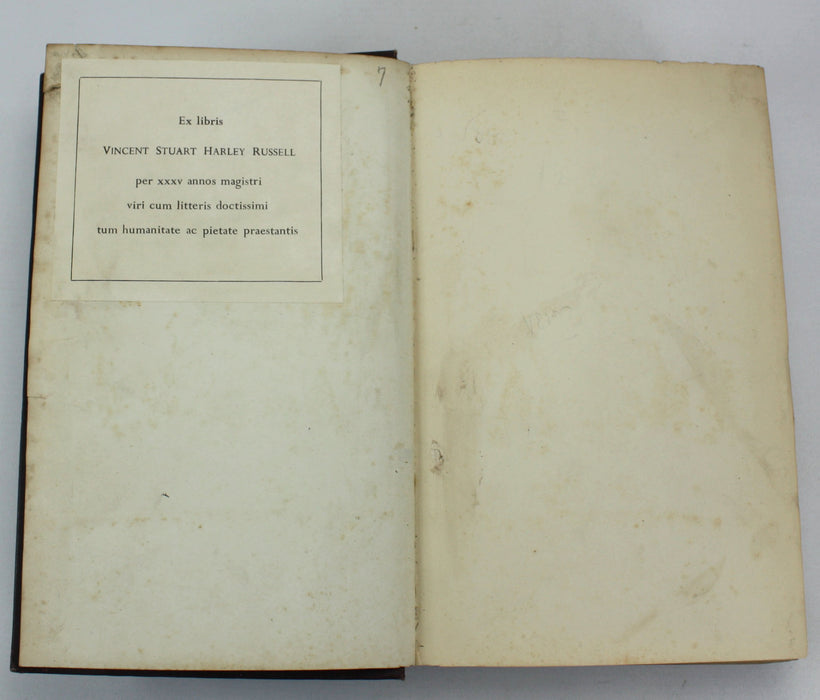 7
Ex libris
VINCENT STUART HARLEY RUSSELL
per xxxv annos magistri
viri cum litteris doctissimi
tum humanitate ac pietate praestantis